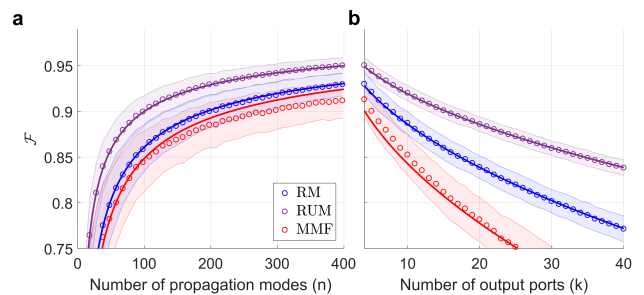 a
b
0.95
0.9
0.85
0.8
0.75
ℱ
RM
RUM
MMF
0
100
200
300
400
10
20
30
40
Number of propagation modes (n)
Number of output ports (k)